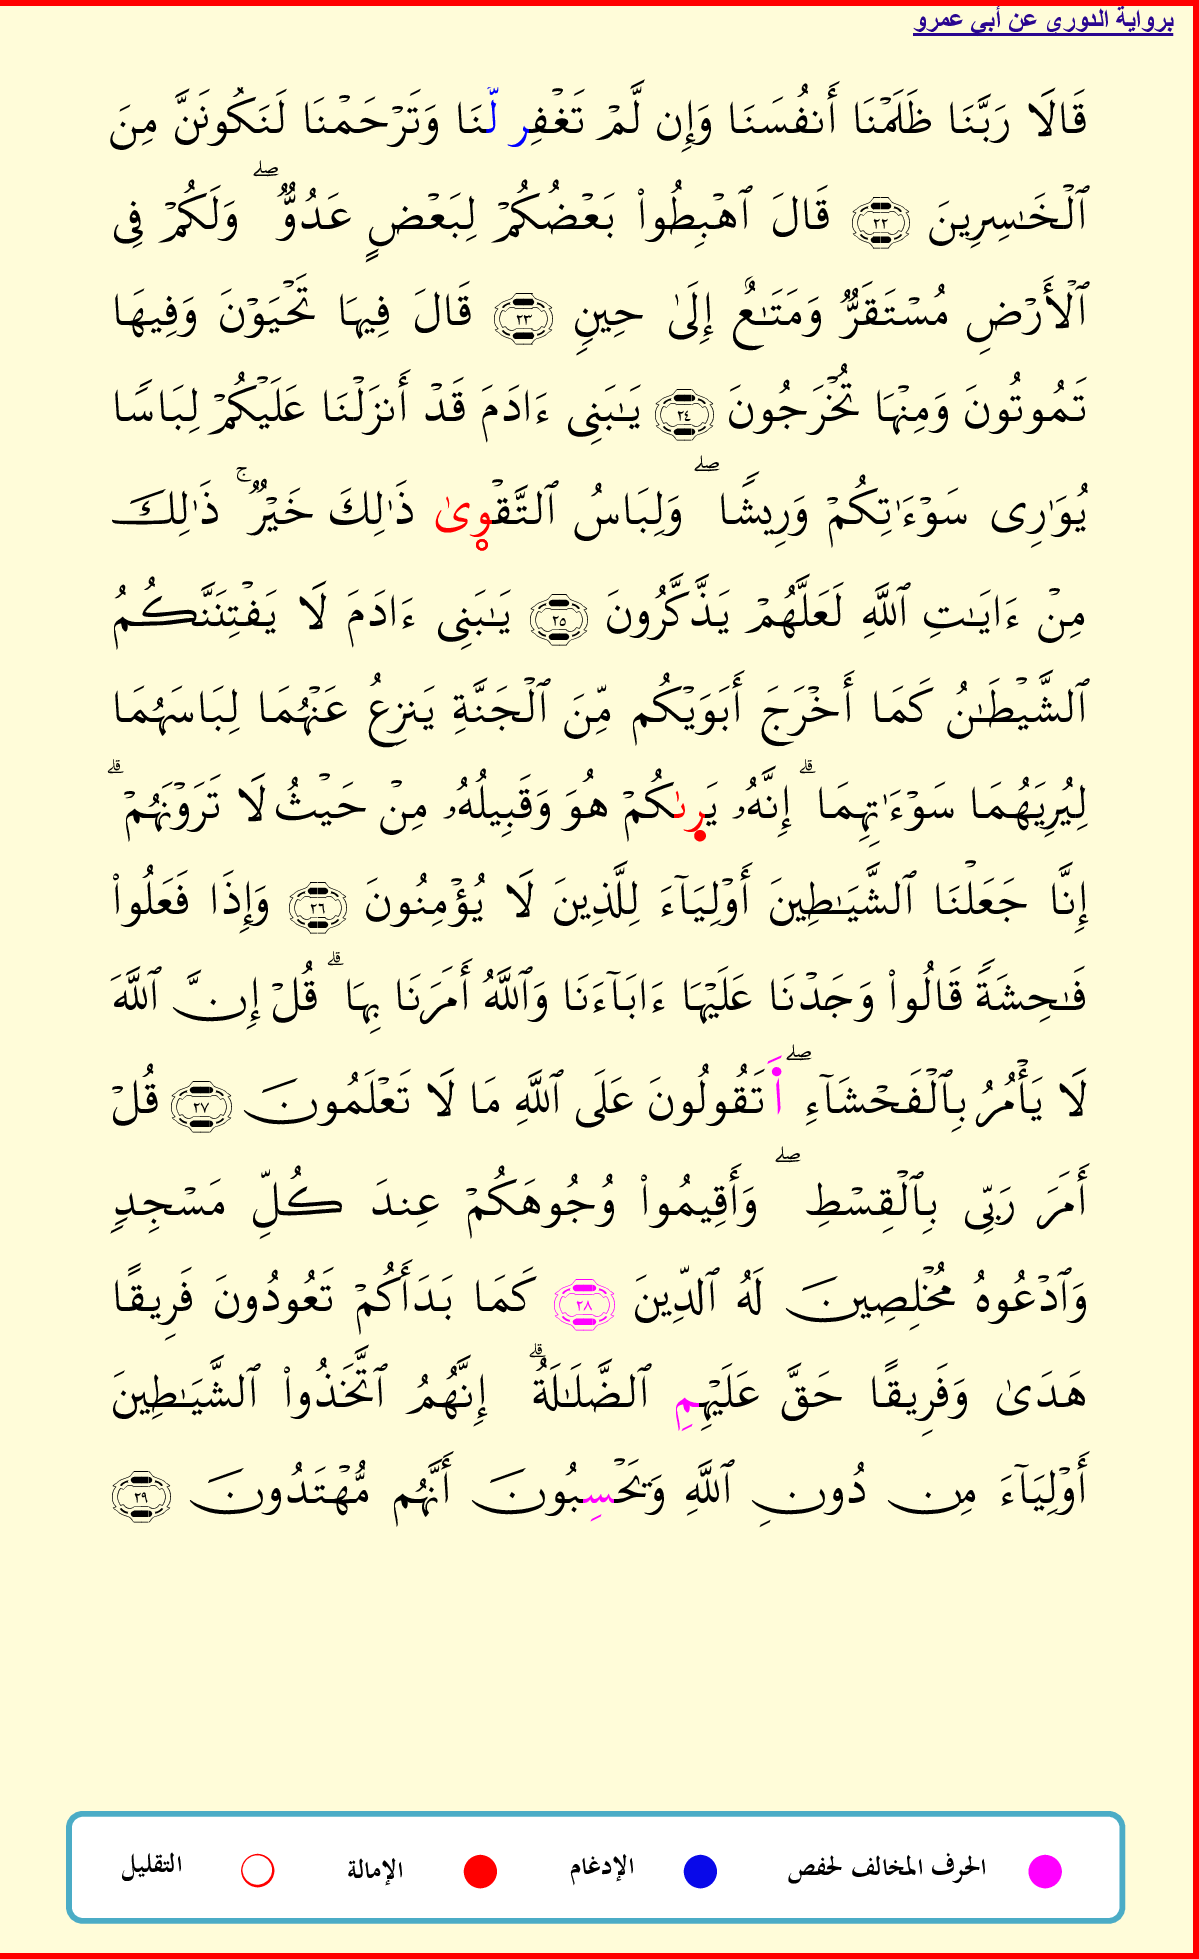 برواية الدوري عن أبي عمرو
قَالَا رَبَّنَا ظَلَمۡنَا أَنفُسَنَا وَإِن لَّمۡ تَغۡفِر لَّنَا وَتَرۡحَمۡنَا لَنَكُونَنَّ مِنَ
ٱلۡخَـٰسِرِينَ ٢٢ قَالَ ٱهۡبِطُواْ بَعۡضُكُمۡ لِبَعۡضٍ عَدُوࣱّۖ وَلَكُمۡ فِى
ٱلۡأَرۡضِ مُسۡتَقَرࣱّ وَمَتَـٰعٌ إِلَىٰ حِينࣲ ٢٣ قَالَ فِيهَا تَحۡيَوۡنَ وَفِيهَا
تَمُوتُونَ وَمِنۡهَا تُخۡرَجُونَ ٢٤ يَـٰبَنِى ءَادَمَ قَدۡ أَنزَلۡنَا عَلَيۡكُمۡ لِبَاسࣰا
يُوَٰرِى سَوۡءَٰتِكُمۡ وَرِيشࣰاۖ وَلِبَاسُ ٱلتَّقۡوِىٰ ذَٰلِكَ خَيۡرࣱۚ ذَٰلِكَ
مِنۡ ءَايَـٰتِ ٱللَّهِ لَعَلَّهُمۡ يَذَّكَّرُونَ ٢٥ يَـٰبَنِى ءَادَمَ لَا يَفۡتِنَنَّكُمُ
ٱلشَّيۡطَـٰنُ كَمَا أَخۡرَجَ أَبَوَيۡكُم مِّنَ ٱلۡجَنَّةِ يَنزِعُ عَنۡهُمَا لِبَاسَهُمَا
لِيُرِيَهُمَا سَوۡءَٰتِهِمَاۗ إِنَّهُۥ يَرِىٰكُمۡ هُوَ وَقَبِيلُهُۥ مِنۡ حَيۡثُ لَا تَرَوۡنَهُمۡۗ
إِنَّا جَعَلۡنَا ٱلشَّيَـٰطِينَ أَوۡلِيَآءَ لِلَّذِينَ لَا يُؤۡمِنُونَ ٢٦ وَإِذَا فَعَلُواْ
فَـٰحِشَةࣰ قَالُواْ وَجَدۡنَا عَلَيۡهَا ءَابَآءَنَا وَٱللَّهُ أَمَرَنَا بِهَاۗ قُلۡ إِنَّ ٱللَّهَ
لَا يَأۡمُرُ بِٱلۡفَحۡشَآءِۖ أَتَقُولُونَ عَلَى ٱللَّهِ مَا لَا تَعۡلَمُونَ ٢٧ قُلۡ
أَمَرَ رَبِّى بِٱلۡقِسۡطِۖ وَأَقِيمُواْ وُجُوهَكُمۡ عِندَ كُلِّ مَسۡجِدࣲ
وَٱدۡعُوهُ مُخۡلِصِينَ لَهُ ٱلدِّينَ ٢٨ كَمَا بَدَأَكُمۡ تَعُودُونَ فَرِيقًا
هَدَىٰ وَفَرِيقًا حَقَّ عَلَيۡهِمِ ٱلضَّلَـٰلَةُۗ إِنَّهُمُ ٱتَّخَذُواْ ٱلشَّيَـٰطِينَ
أَوۡلِيَآءَ مِن دُونِ ٱللَّهِ وَيَحۡسِبُونَ أَنَّهُم مُّهۡتَدُونَ ٢٩
الحرف المخالف لحفص الإدغام الإمالة التقليل